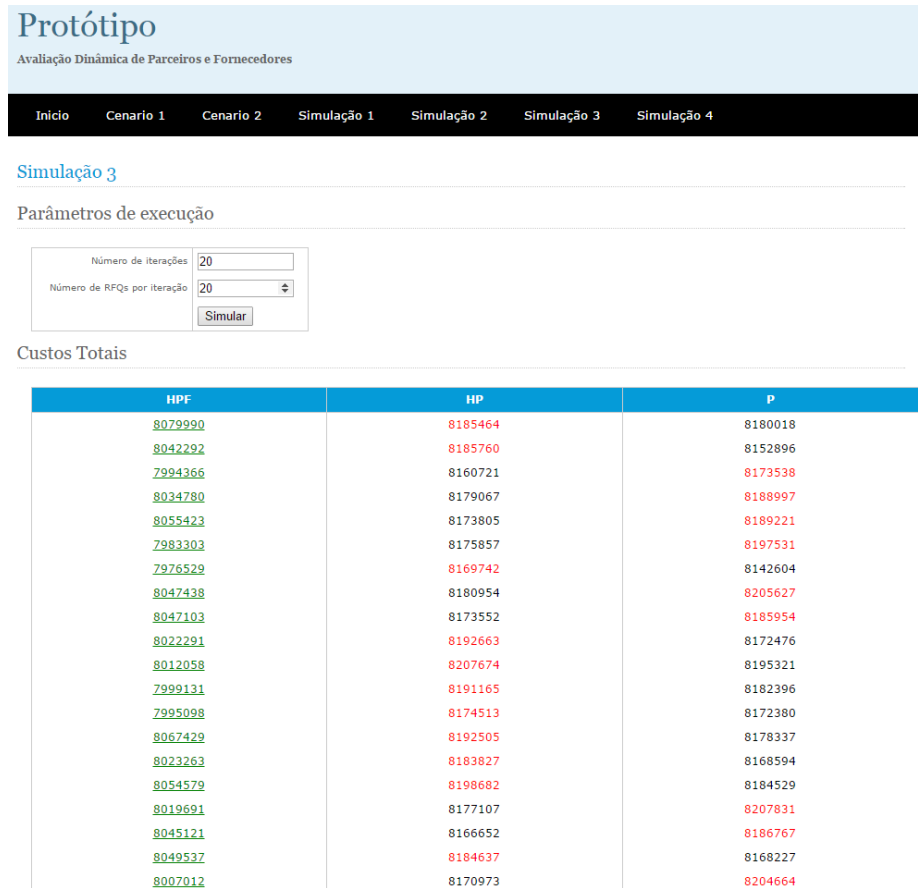 Protótipo
Avaliação Dinâmica de Parceiros e Fornecedores
Inicio Cenario 1 Cenario 2 Simulação 1 Simulação 2 Simulação 3 Simulação 4
Simulação 3
Parâmetros de execução
Número de iterações 20
Número de RFQs por iteração 20
Simular
Custos Totais
HPF HP P
8079990 8185464 8180018
8042292 8185760 8152896
7994366 8160721 8173538
8034780 8179067 8188997
8055423 8173805 8189221
7983303 8175857 8197531
7976529 8169742 8142604
8047438 8180954 8205627
8047103 8173552 8185954
8022291 8192663 8172476
8012058 8207674 8195321
7999131 8191165 8182396
7995098 8174513 8172380
8067429 8192505 8178337
8023263 8183827 8168594
8054579 8198682 8184529
8019691 8177107 8207831
8045121 8166652 8186767
8049537 8184637 8168227
8007012 8170973 8204664